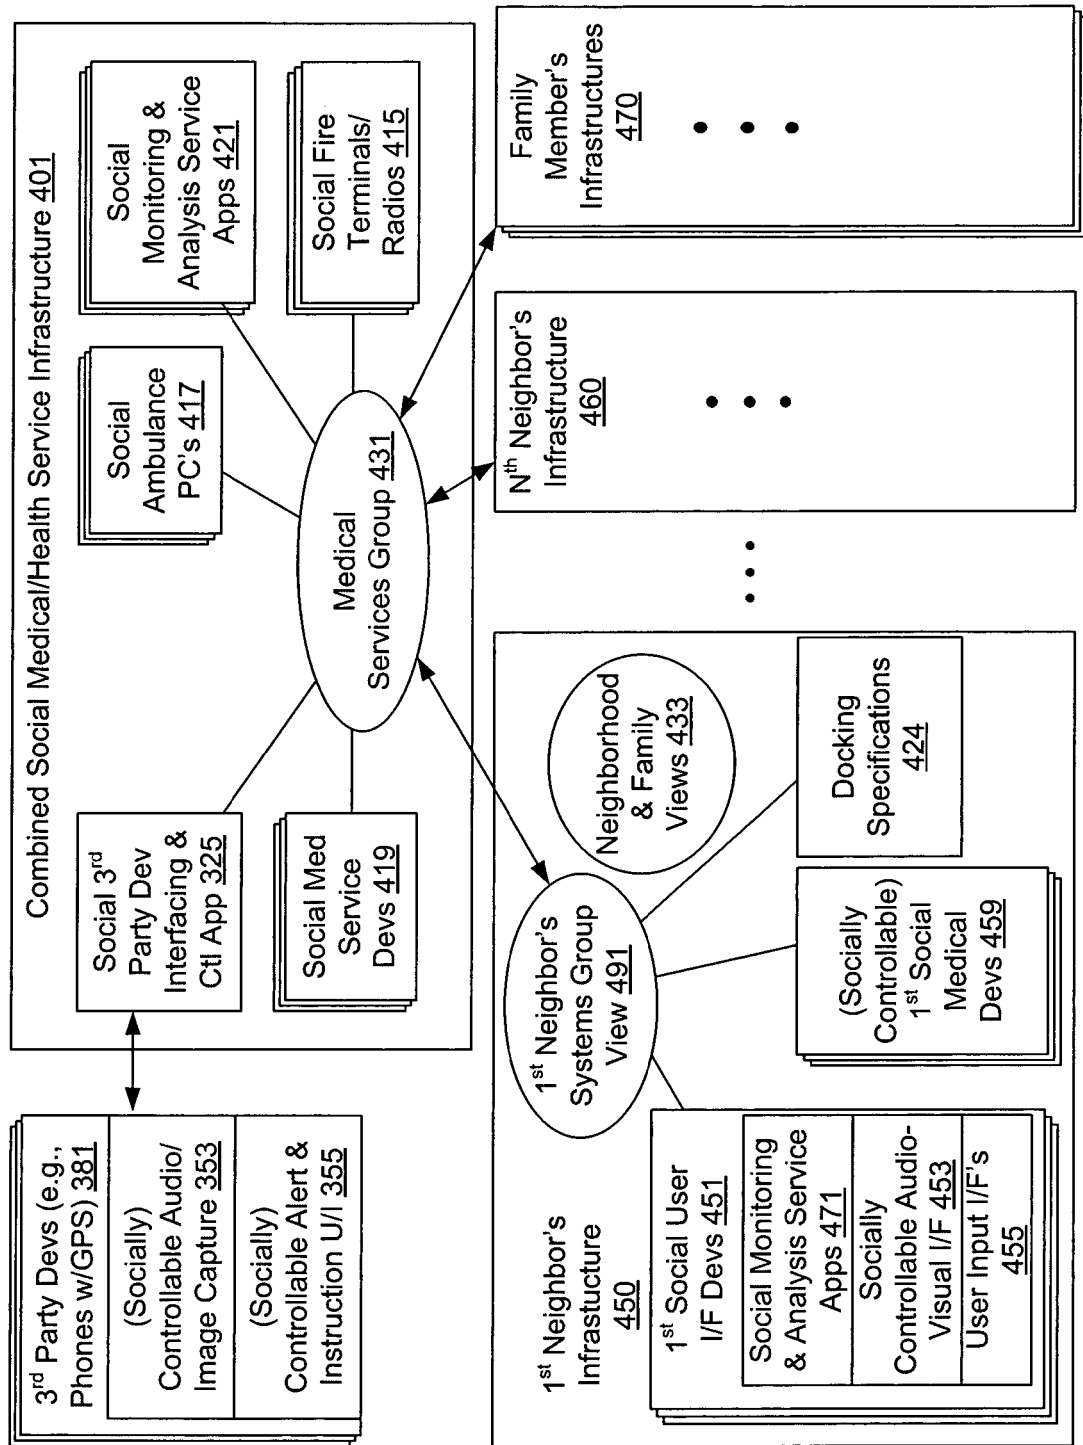 3rd Party Devs (e.g.,
Phones w/GPS) 381
(Socially)
Controllable Audio/
Image Capture 353
(Socially)
Controllable Alert &
Instruction U/I 355
Combined Social Medical/Health Service Infrastructure 401
Social 3rd
Party Dev
Interfacing &
Ctl App 325
Social
Ambulance
PC's 417
Social
Monitoring &
Analysis Service
Apps 421
Social Med
Service
Devs 419
Medical
Services Group 431
Social Fire
Terminals/
Radios 415
1st Neighbor's
Infrastucture
450
1st Neighbor's
Systems Group
View 491
Neighborhood
& Family
Views 433
1st Social User
I/F Devs 451
Social Monitoring
& Analysis Service
Apps 471
Socially
Controllable Audio-
Visual I/F 453
User Input I/F's
455
(Socially
Controllable)
1st Social
Medical
Devs 459
Docking
Specifications
424
Nth Neighbor's
Infrastructure
460
Family
Member's
Infrastructures
470